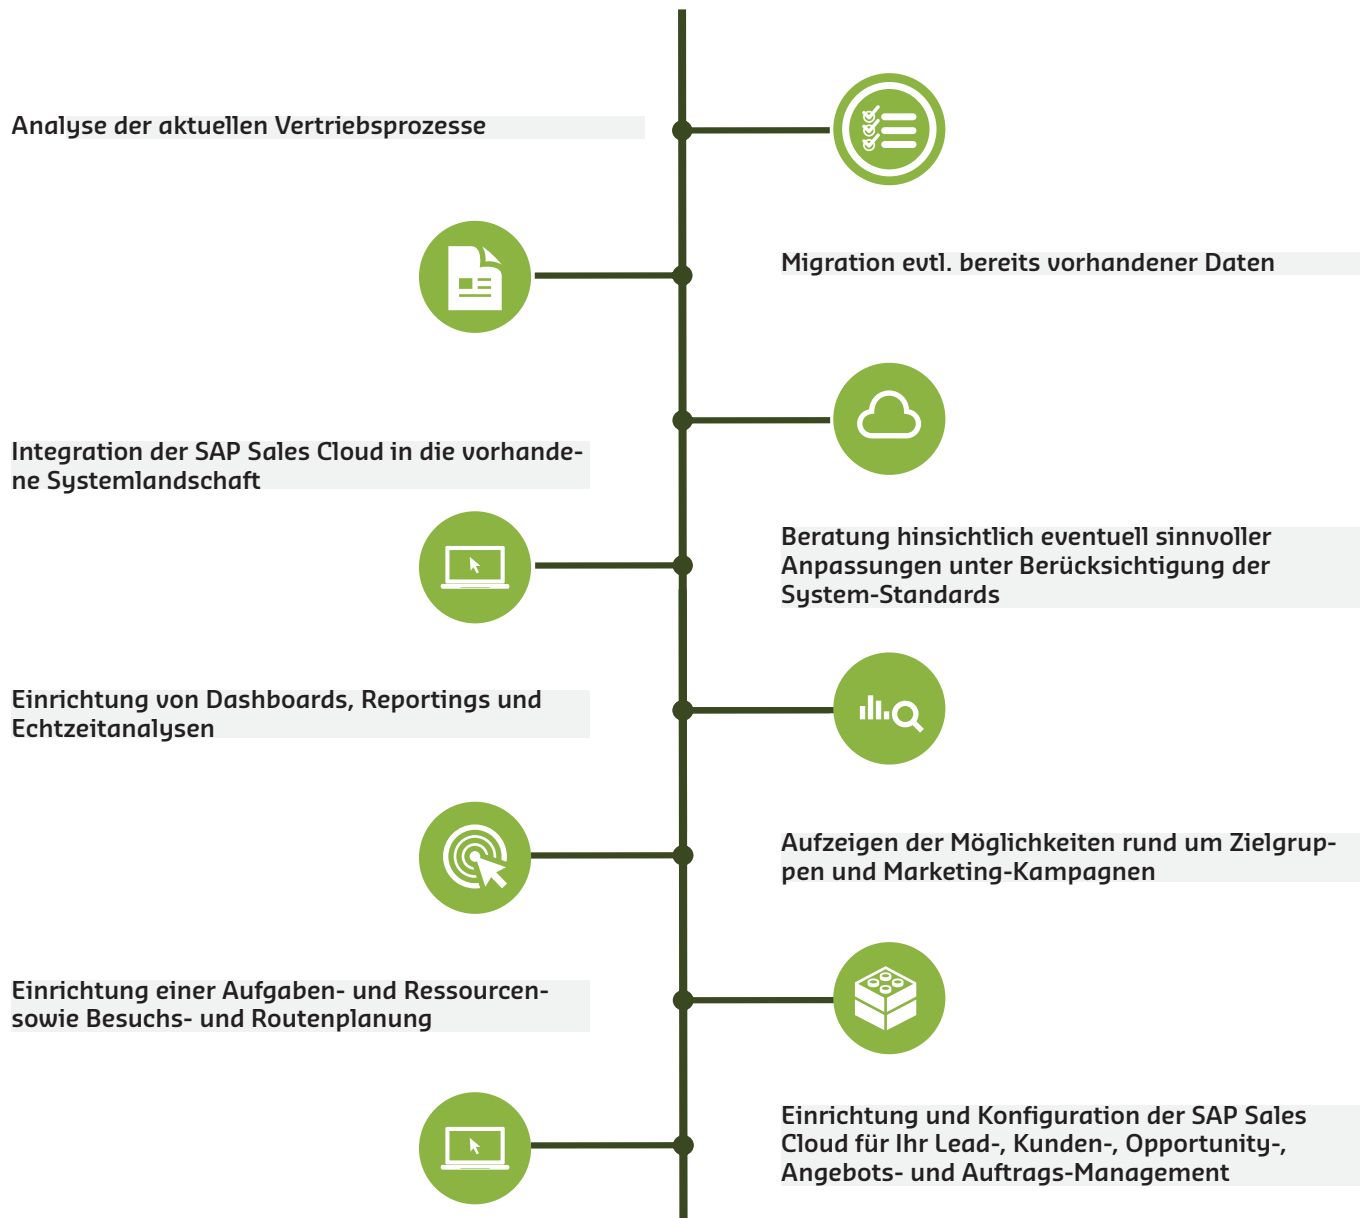 Analyse der aktuellen Vertriebsprozesse
Migration evtl. bereits vorhandener Daten
Integration der SAP Sales Cloud in die vorhande-
ne Systemlandschaft
Beratung hinsichtlich eventuell sinnvoller
Anpassungen unter Berücksichtigung der
System-Standards
Einrichtung von Dashboards, Reportings und
Echtzeitanalysen
Aufzeigen der Möglichkeiten rund um Zielgrup-
pen und Marketing-Kampagnen
Einrichtung einer Aufgaben- und Ressourcen-
sowie Besuchs- und Routenplanung
Einrichtung und Konfiguration der SAP Sales
Cloud für Ihr Lead-, Kunden-, Opportunity-,
Angebots- und Auftrags-Management